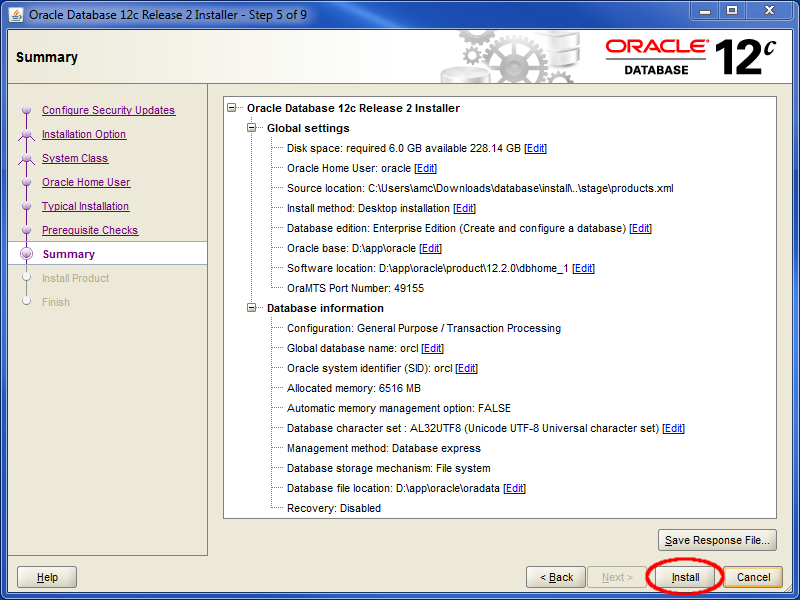 Oracle Database 12c Release 2 Installer - Step 5 of 9
Summary
ORACLE®
DATABASE
12c
Configure Security Updates
Installation Option
System Class
Oracle Home User
Typical Installation
Prerequisite Checks
Summary
Install Product
Finish
Oracle Database 12c Release 2 Installer
Global settings
Disk space: required 6.0 GB available 228.14 GB [Edit]
Oracle Home User: oracle [Edit]
Source location: C:\Users\amc\Downloads\database\install\..\stage\products.xml
Install method: Desktop installation [Edit]
Database edition: Enterprise Edition (Create and configure a database) [Edit]
Oracle base: D:\app\oracle [Edit]
Software location: D:\app\oracle\product\12.2.0\dbhome_1 [Edit]
OraMTS Port Number: 49155
Database information
Configuration: General Purpose / Transaction Processing
Global database name: orcl [Edit]
Oracle system identifier (SID): orcl [Edit]
Allocated memory: 6516 MB
Automatic memory management option: FALSE
Database character set : AL32UTF8 (Unicode UTF-8 Universal character set) [Edit]
Management method: Database express
Database storage mechanism: File system
Database file location: D:\app\oracle\oradata [Edit]
Recovery: Disabled
Save Response File...
Help
< Back
Next >
Install
Cancel